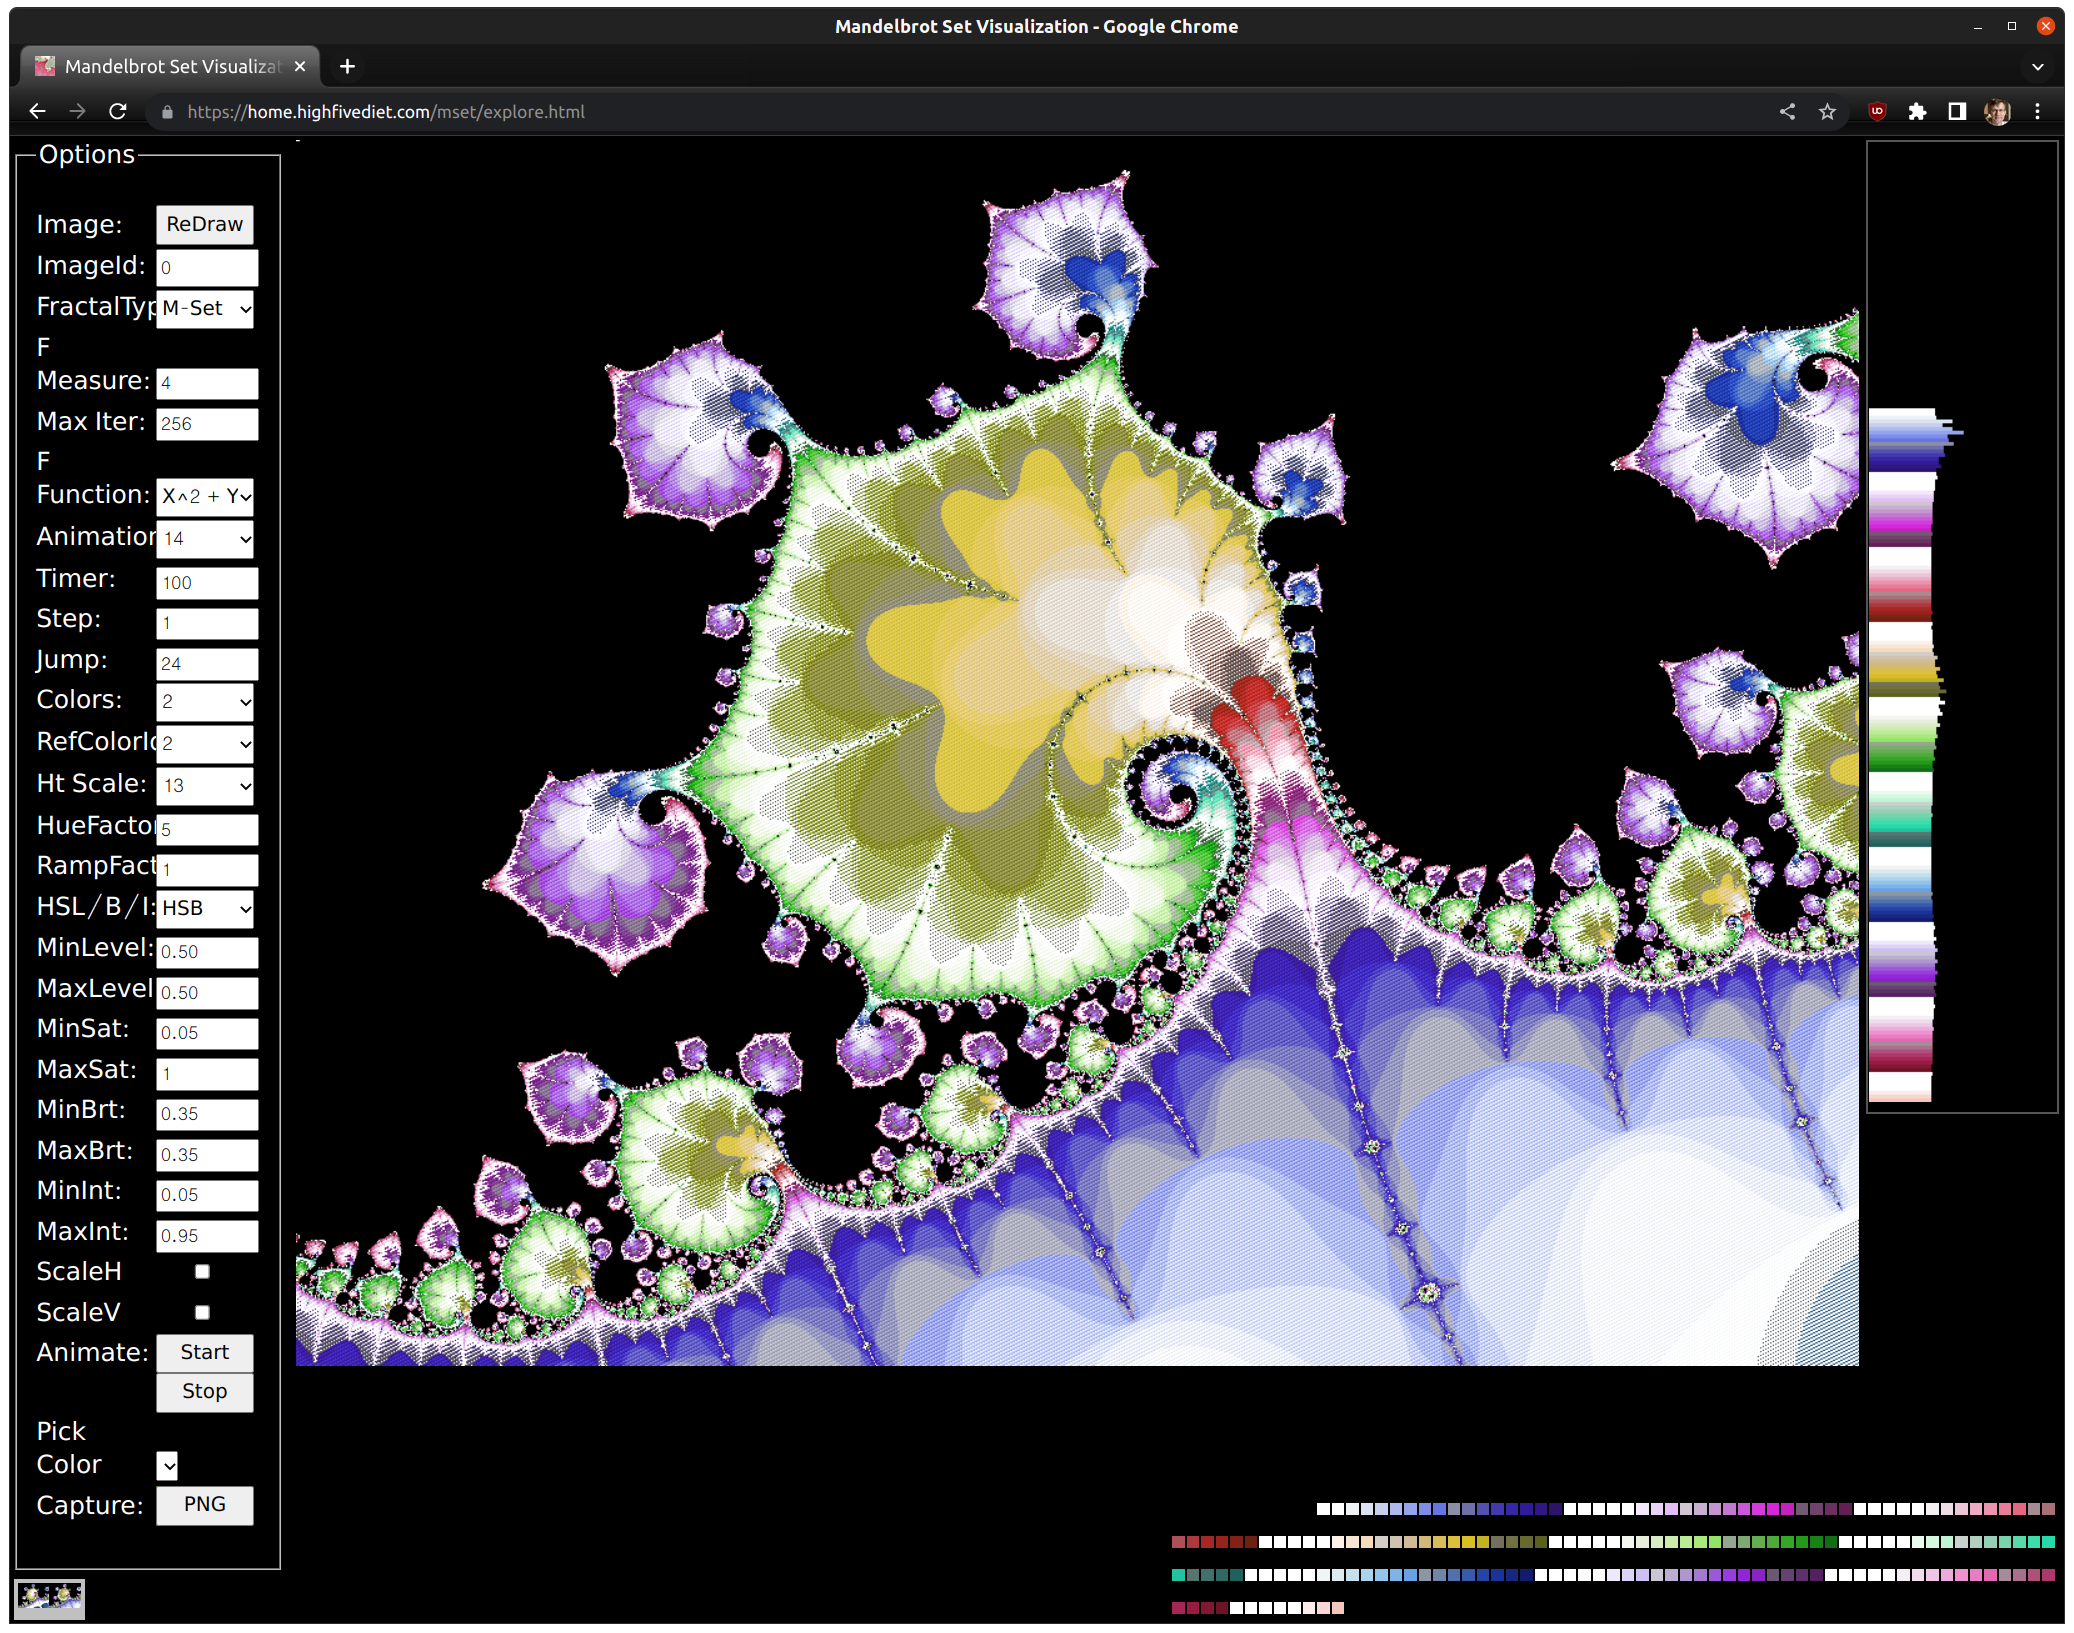 Mandelbrot Set Visualization - Google Chrome
Mandelbrot Set Visualizat
https://home.highfivediet.com/mset/explore.html
Options
Image: ReDraw
ImageId: 0
FractalTyp M-Set
F
Measure: 4
Max Iter: 256
F
Function: X^2 + Y
Animation 14
Timer: 100
Step: 1
Jump: 24
Colors: 2
RefColorId 2
Ht Scale: 13
HueFactor 5
RampFact 1
HSL/B/I: HSB
MinLevel: 0.50
MaxLevel 0.50
MinSat: 0.05
MaxSat: 1
MinBrt: 0.35
MaxBrt: 0.35
MinInt: 0.05
MaxInt: 0.95
ScaleH
ScaleV
Animate: Start
Stop
Pick
Color
Capture: PNG